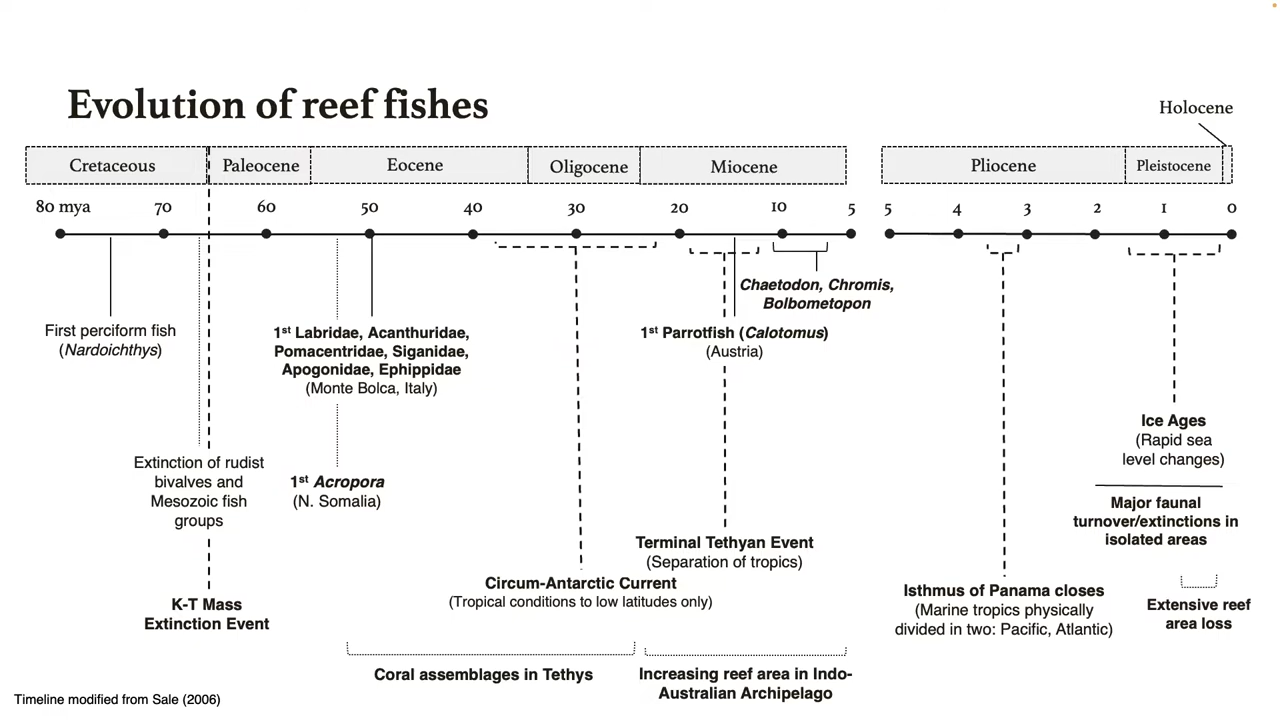 Evolution of reef fishes
Holocene
Cretaceous
Paleocene
Eocene
Oligocene
Miocene
Pliocene
Pleistocene
80 mya
70
60
50
40
30
20
10
5
5
4
3
2
1
0
Chaetodon, Chromis,
Bolbometopon
First perciform fish
(Nardoichthys)
1st Labridae, Acanthuridae,
Pomacentridae, Siganidae,
Apogonidae, Ephippidae
(Monte Bolca, Italy)
1st Parrotfish (Calotomus)
(Austria)
Ice Ages
(Rapid sea
level changes)
Extinction of rudist
bivalves and
Mesozoic fish
groups
1st Acropora
(N. Somalia)
Major faunal
turnover/extinctions in
isolated areas
Terminal Tethyan Event
(Separation of tropics)
Circum-Antarctic Current
(Tropical conditions to low latitudes only)
Isthmus of Panama closes
(Marine tropics physically
divided in two: Pacific, Atlantic)
K-T Mass
Extinction Event
Extensive reef
area loss
Coral assemblages in Tethys
Increasing reef area in Indo-
Australian Archipelago
Timeline modified from Sale (2006)